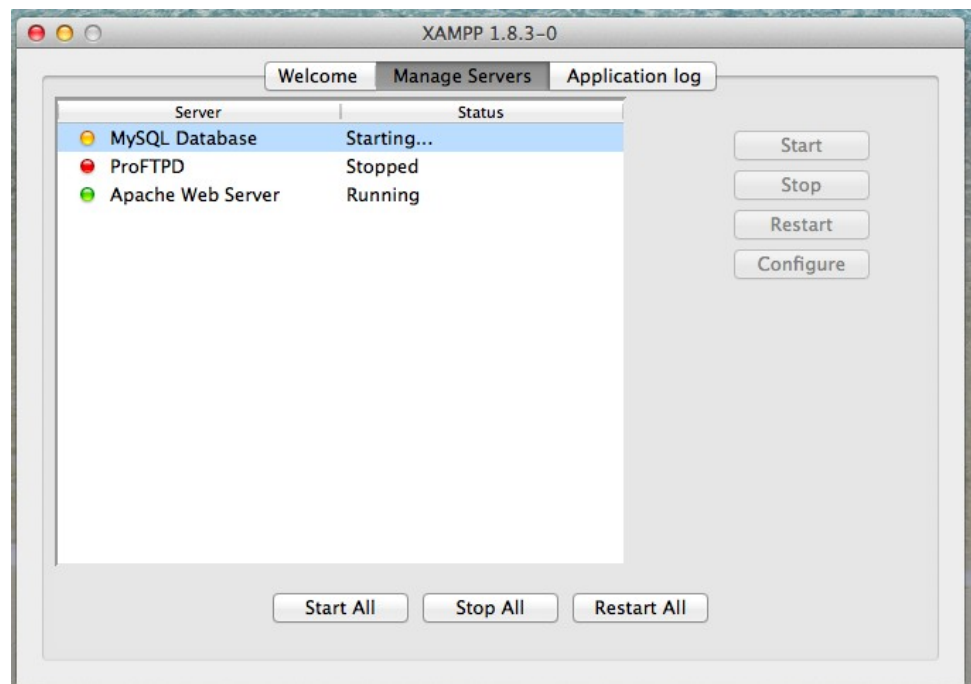 XAMPP 1.8.3-0
Welcome Manage Servers Application log
Server Status
MySQL Database Starting...
ProFTPD Stopped
Apache Web Server Running
Start
Stop
Restart
Configure
Start All Stop All Restart All